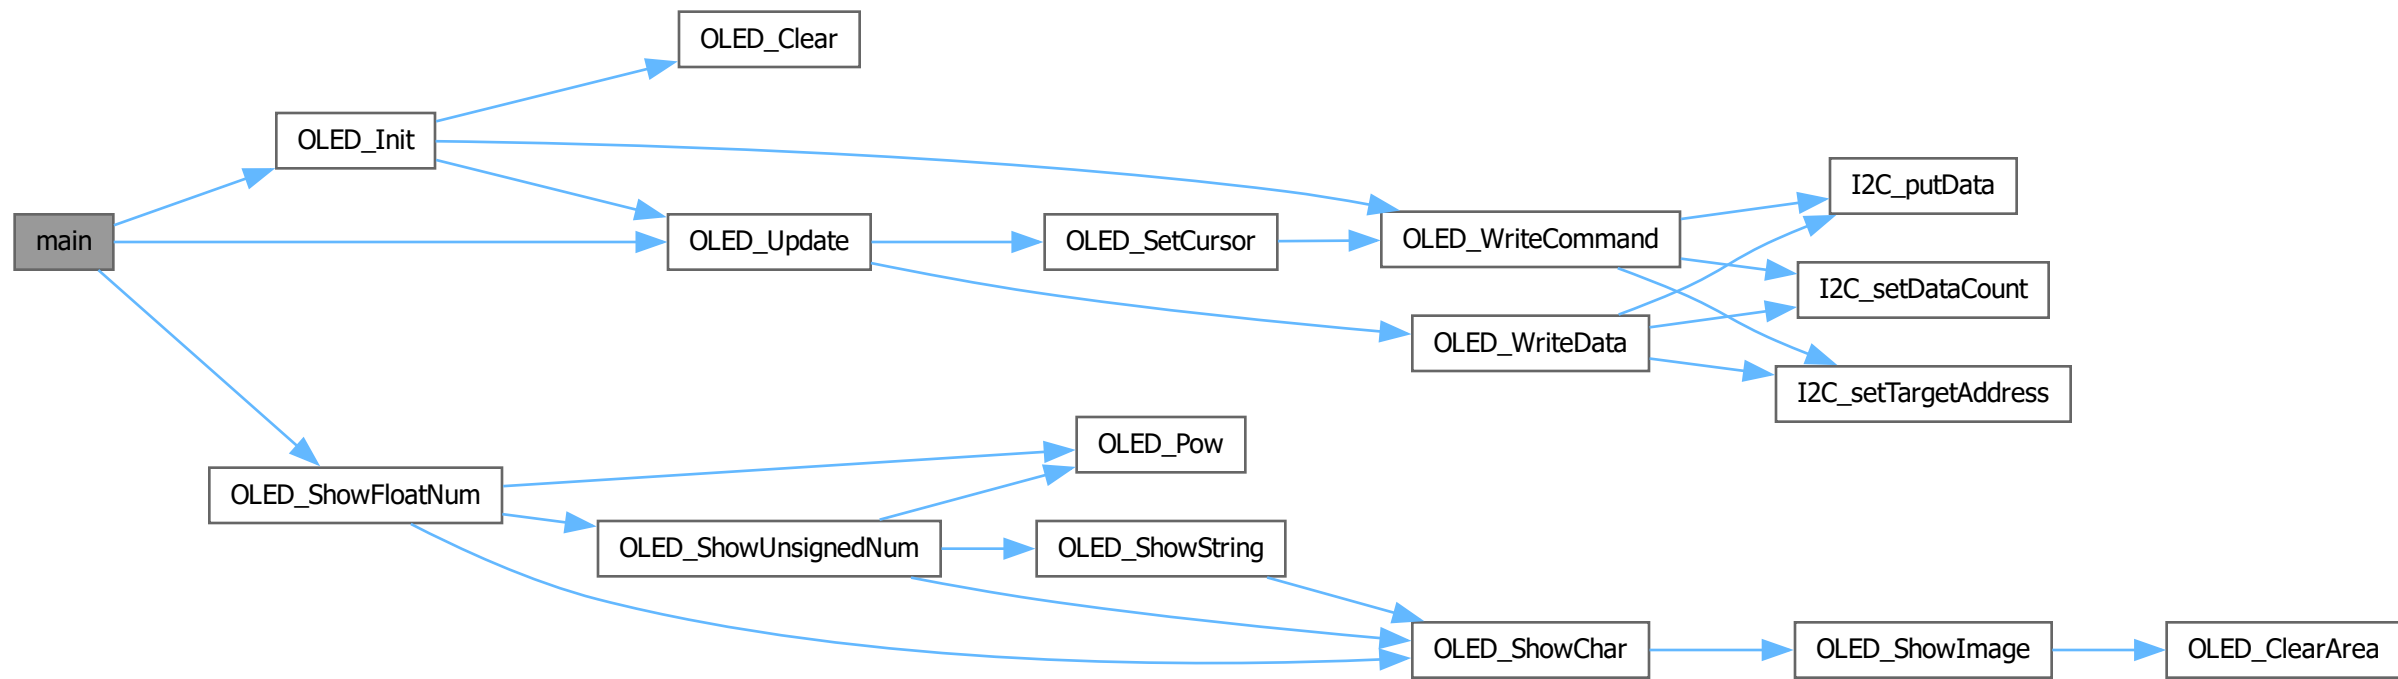 OLED_Clear
OLED_Init
I2C_putData
main
OLED_Update
OLED_SetCursor
OLED_WriteCommand
I2C_setDataCount
OLED_WriteData
I2C_setTargetAddress
OLED_Pow
OLED_ShowFloatNum
OLED_ShowUnsignedNum
OLED_ShowString
OLED_ShowChar
OLED_ShowImage
OLED_ClearArea